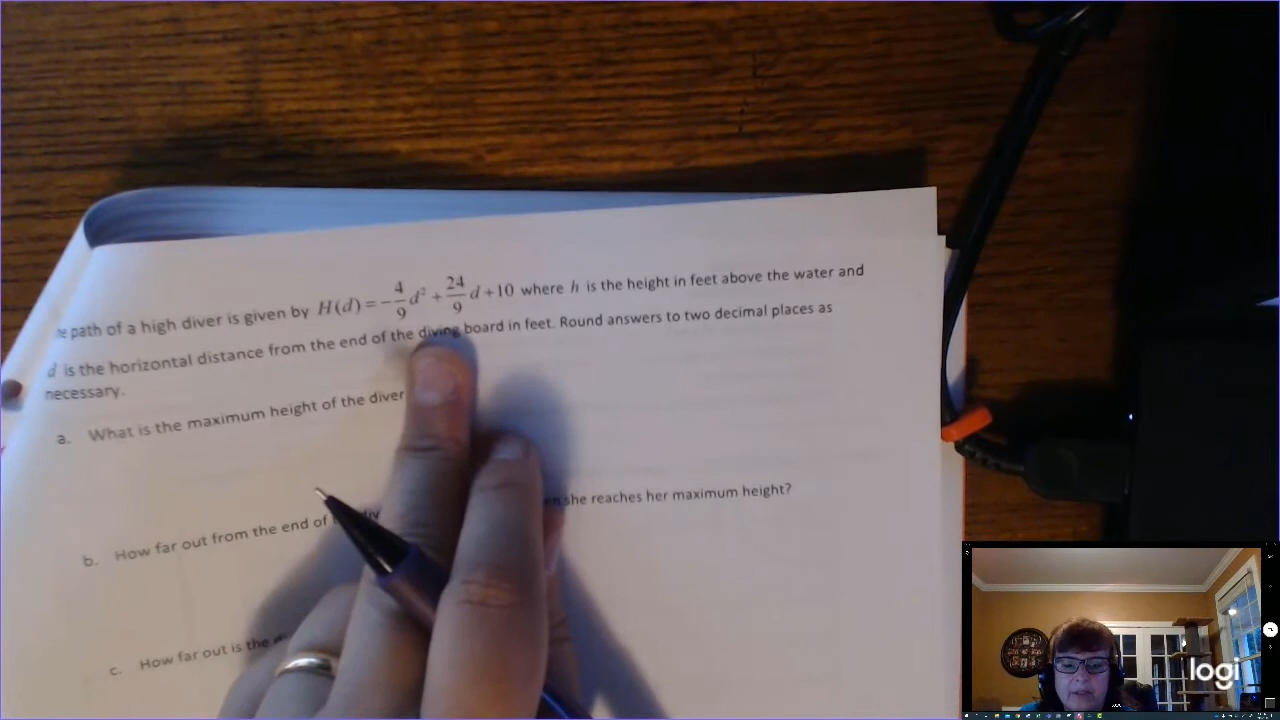 path of a high diver is given by H(d) = -4/9 d² + 24/9 d + 10 where h is the height in feet above the water and
d is the horizontal distance from the end of the diving board in feet. Round answers to two decimal places as
necessary.
a. What is the maximum height of the diver
b. How far out from the end of she reaches her maximum height?
c. How far out is the
logi